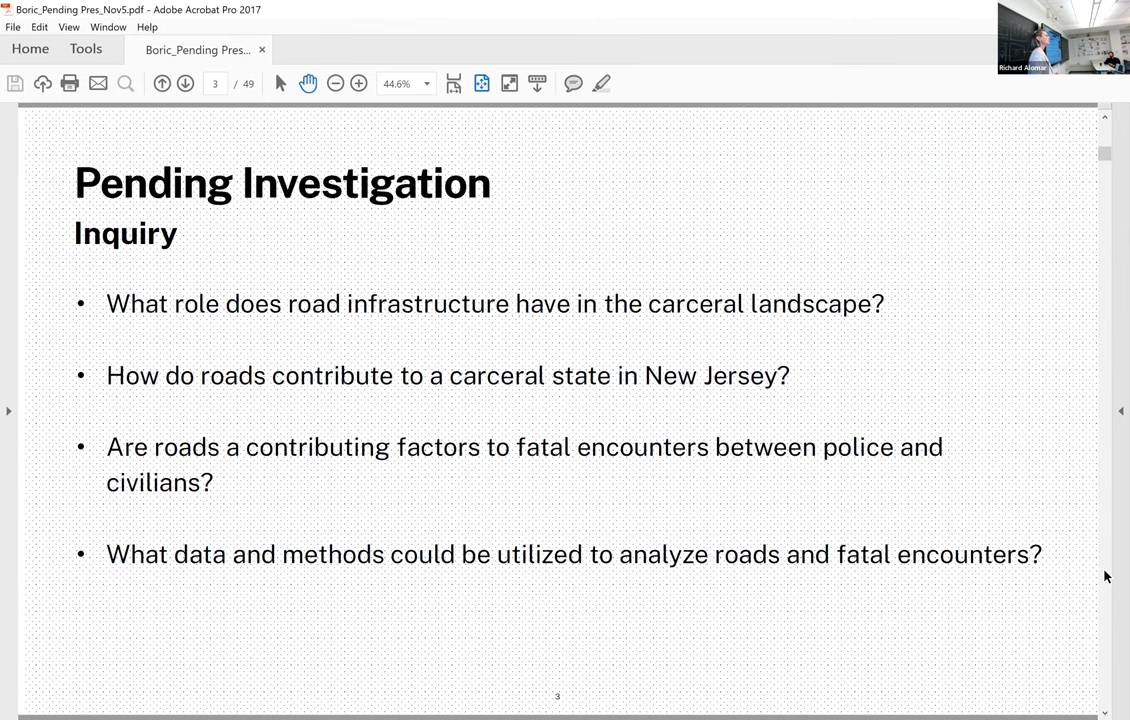 Boric_Pending Pres_Nov5.pdf - Adobe Acrobat Pro 2017
File Edit View Window Help
Home Tools Boric_Pending Pres... ×
3 / 49 44.6%
Richard Alomar
Pending Investigation
Inquiry
• What role does road infrastructure have in the carceral landscape?
• How do roads contribute to a carceral state in New Jersey?
• Are roads a contributing factors to fatal encounters between police and
civilians?
• What data and methods could be utilized to analyze roads and fatal encounters?
3